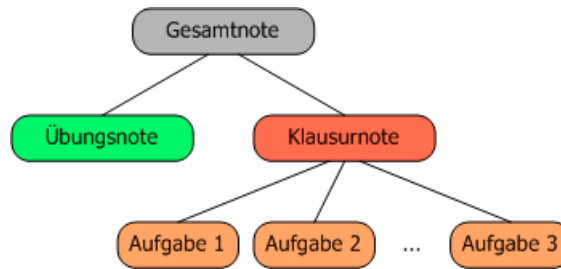 Gesamtnote
Übungsnote
Klausurnote
Aufgabe 1
Aufgabe 2
...
Aufgabe 3